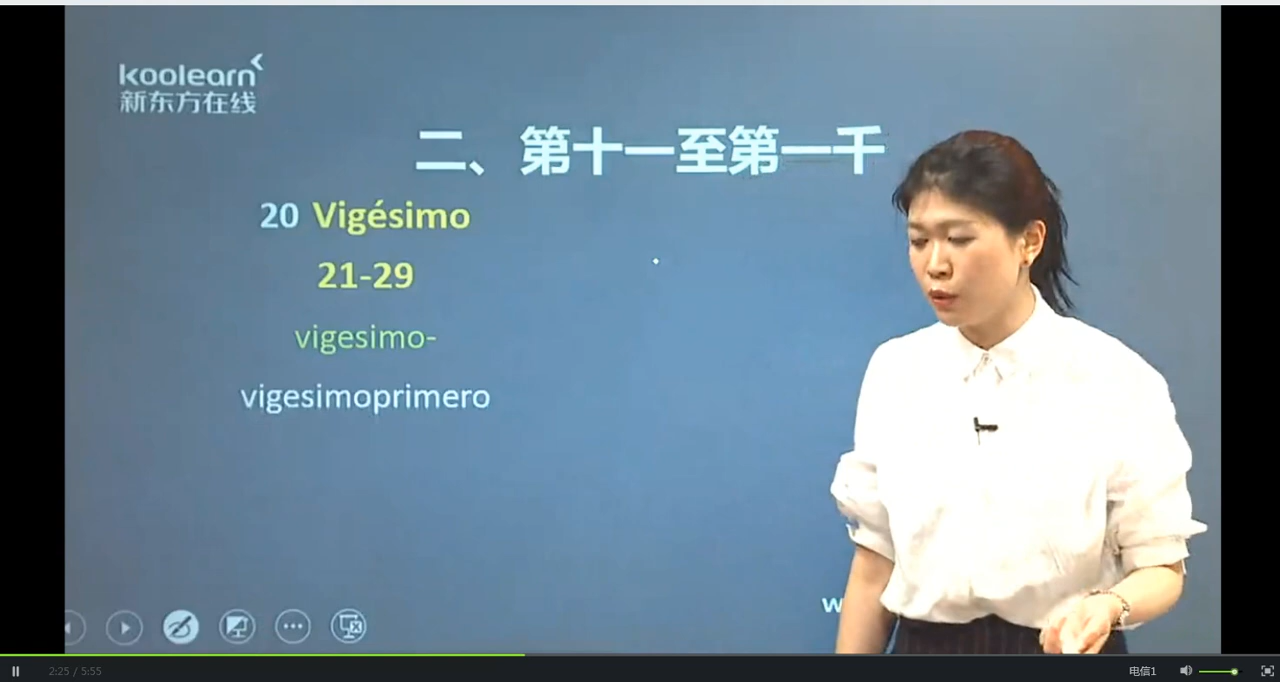 koolearn
新东方在线
二、第十一至第一千
20 Vigésimo
21-29
vigesimo-
vigesimoprimero
w
2:25 / 5:55
电信1